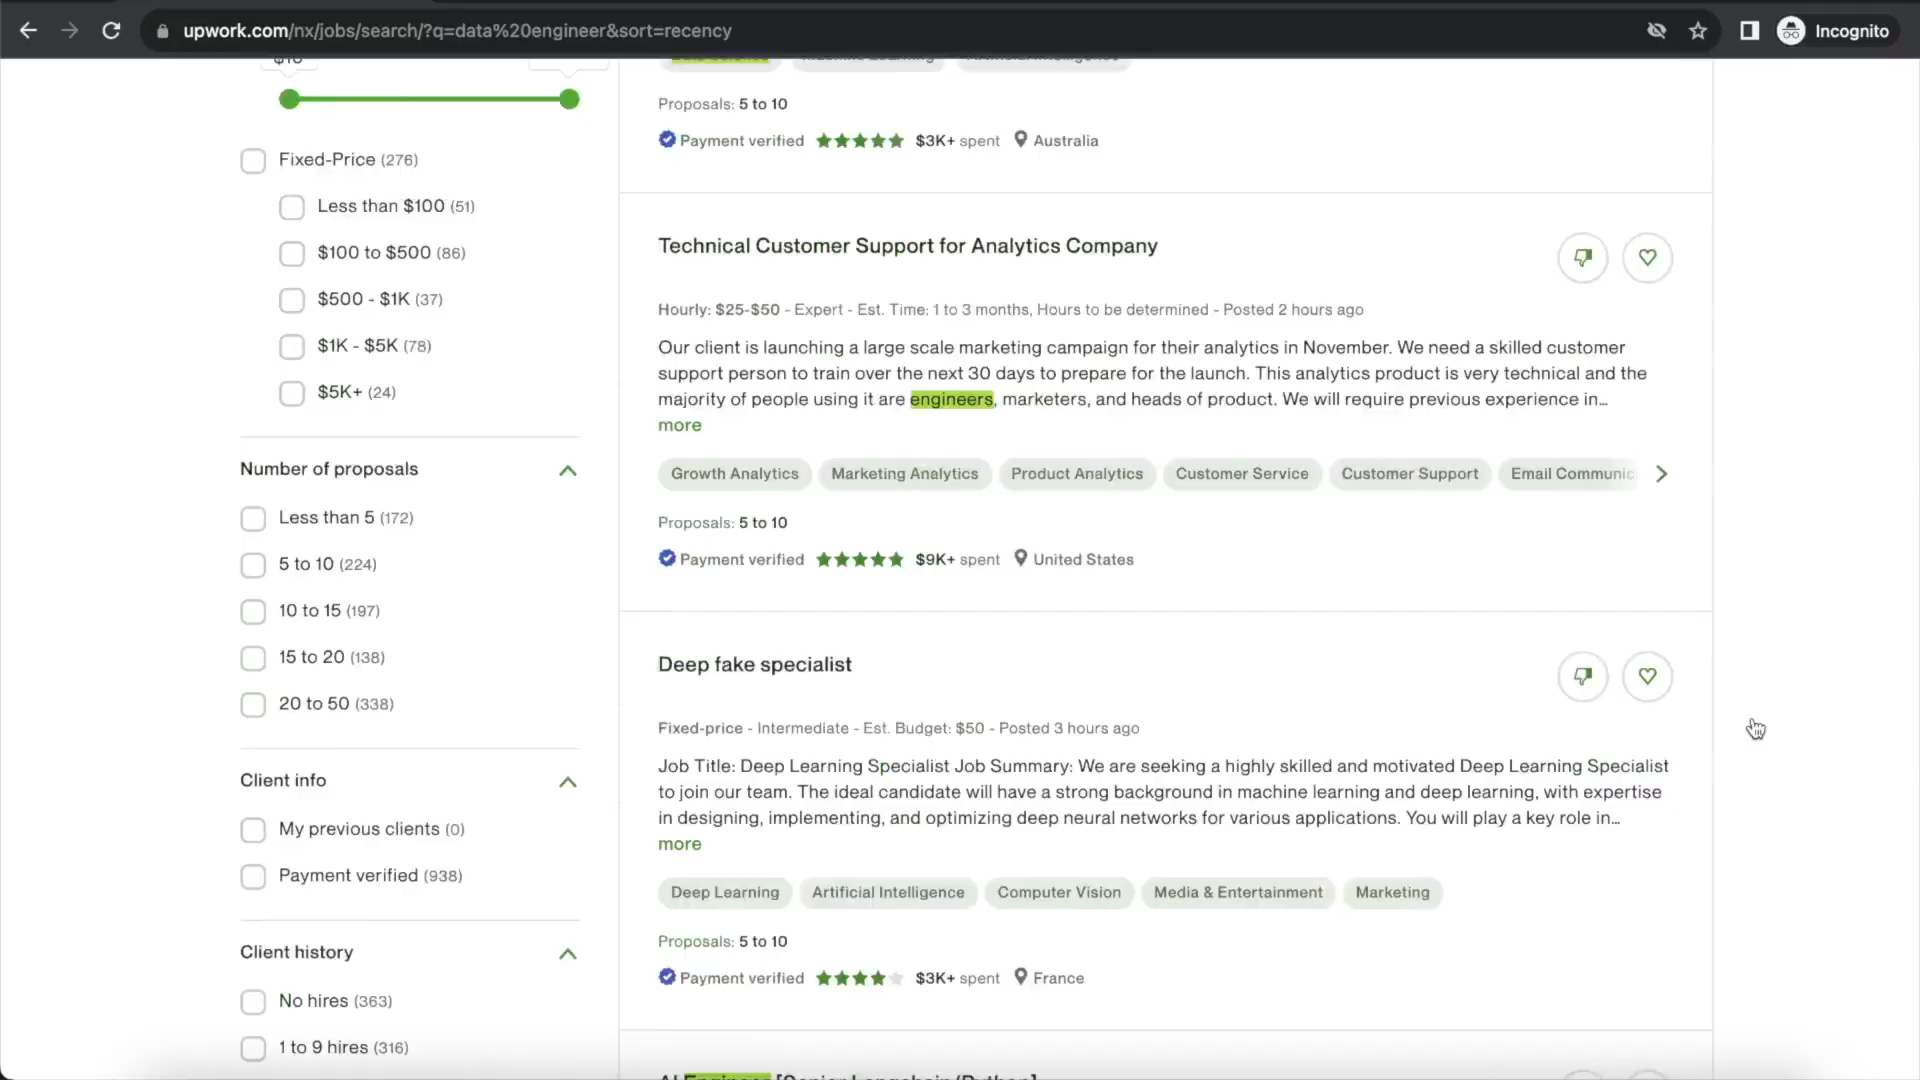 upwork.com/nx/jobs/search/?q=data%20engineer&sort=recency
Incognito
Fixed-Price (276)
Less than $100 (51)
$100 to $500 (86)
$500 - $1K (37)
$1K - $5K (78)
$5K+ (24)
Number of proposals
Less than 5 (172)
5 to 10 (224)
10 to 15 (197)
15 to 20 (138)
20 to 50 (338)
Client info
My previous clients (0)
Payment verified (938)
Client history
No hires (363)
1 to 9 hires (316)
Proposals: 5 to 10
Payment verified $3K+ spent Australia
Technical Customer Support for Analytics Company
Hourly: $25-$50 - Expert - Est. Time: 1 to 3 months, Hours to be determined - Posted 2 hours ago
Our client is launching a large scale marketing campaign for their analytics in November. We need a skilled customer
support person to train over the next 30 days to prepare for the launch. This analytics product is very technical and the
majority of people using it are engineers, marketers, and heads of product. We will require previous experience in…
more
Growth Analytics Marketing Analytics Product Analytics Customer Service Customer Support Email Communic
Proposals: 5 to 10
Payment verified $9K+ spent United States
Deep fake specialist
Fixed-price - Intermediate - Est. Budget: $50 - Posted 3 hours ago
Job Title: Deep Learning Specialist Job Summary: We are seeking a highly skilled and motivated Deep Learning Specialist
to join our team. The ideal candidate will have a strong background in machine learning and deep learning, with expertise
in designing, implementing, and optimizing deep neural networks for various applications. You will play a key role in…
more
Deep Learning Artificial Intelligence Computer Vision Media & Entertainment Marketing
Proposals: 5 to 10
Payment verified $3K+ spent France
AI Engineer [Senior Langchain/Python]